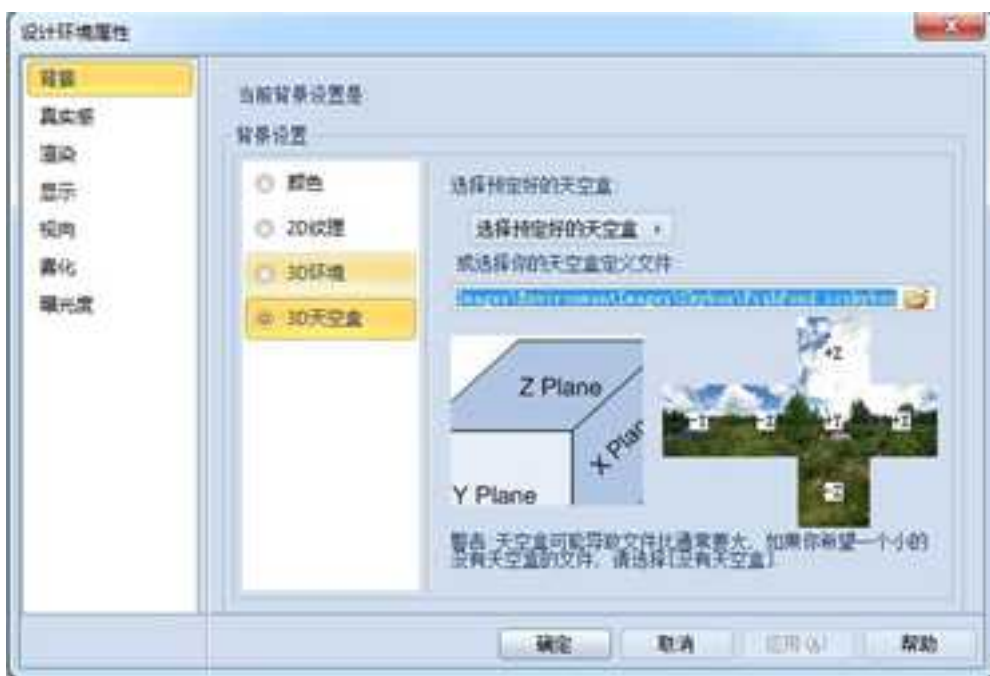 设计环境属性
背景
真实感
渲染
显示
视向
雾化
曝光度
当前背景设置是
背景设置
颜色
2D纹理
3D环境
3D天空盒
选择预定好的天空盒
选择预定好的天空盒
或选择你的天空盒定义文件
Z Plane
X Plan
Y Plane
+Z
+Y
-Z
警告:天空盒可能导致文件比通常要大, 如果你希望一个小的
没有天空盒的文件, 请选择[没有天空盒]
确定
取消
应用(A)
帮助